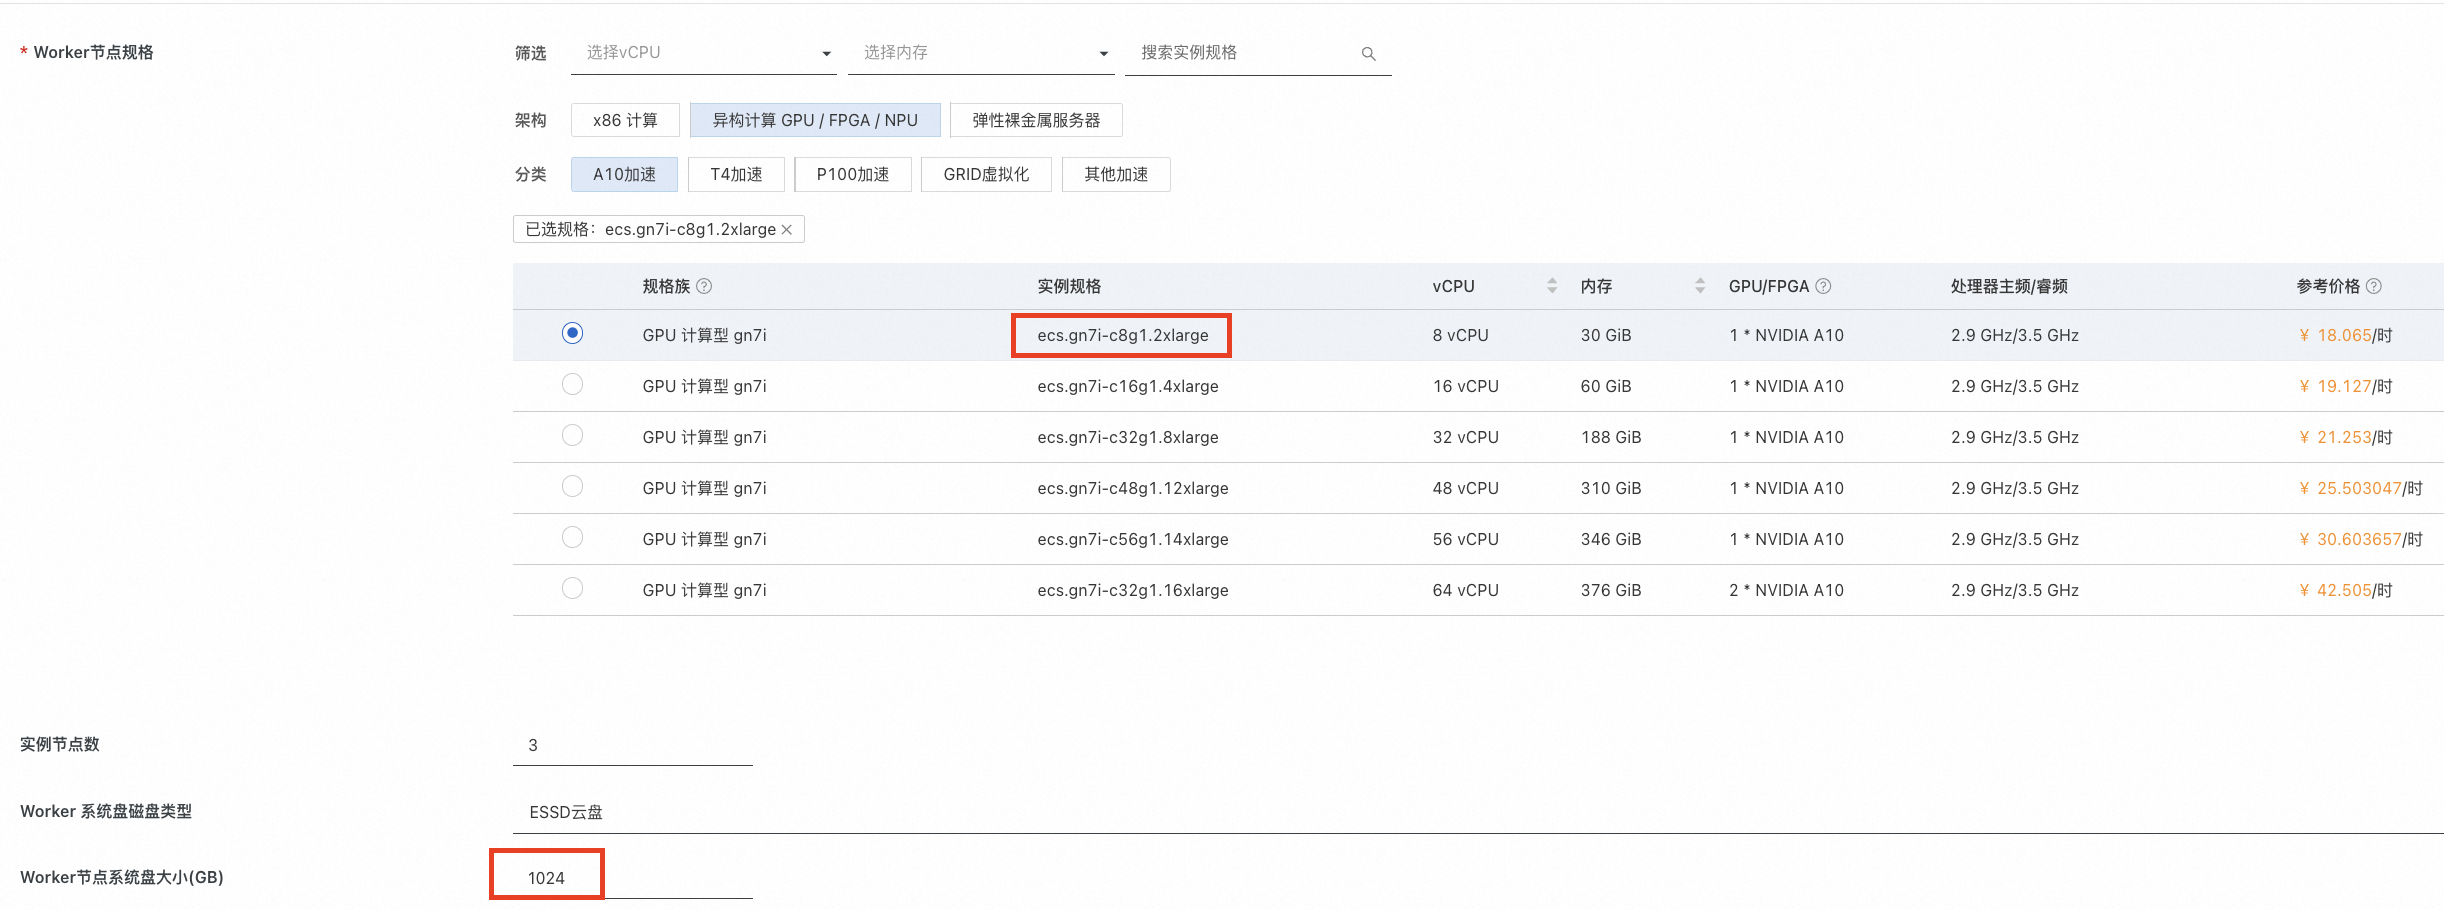 * Worker节点规格
筛选 选择vCPU 选择内存 搜索实例规格
架构 x86 计算 异构计算 GPU / FPGA / NPU 弹性裸金属服务器
分类 A10加速 T4加速 P100加速 GRID虚拟化 其他加速
已选规格：ecs.gn7i-c8g1.2xlarge ×
规格族 ? 实例规格 vCPU 内存 GPU/FPGA ? 处理器主频/睿频 参考价格 ?
GPU 计算型 gn7i ecs.gn7i-c8g1.2xlarge 8 vCPU 30 GiB 1 * NVIDIA A10 2.9 GHz/3.5 GHz ¥ 18.065/时
GPU 计算型 gn7i ecs.gn7i-c16g1.4xlarge 16 vCPU 60 GiB 1 * NVIDIA A10 2.9 GHz/3.5 GHz ¥ 19.127/时
GPU 计算型 gn7i ecs.gn7i-c32g1.8xlarge 32 vCPU 188 GiB 1 * NVIDIA A10 2.9 GHz/3.5 GHz ¥ 21.253/时
GPU 计算型 gn7i ecs.gn7i-c48g1.12xlarge 48 vCPU 310 GiB 1 * NVIDIA A10 2.9 GHz/3.5 GHz ¥ 25.503047/时
GPU 计算型 gn7i ecs.gn7i-c56g1.14xlarge 56 vCPU 346 GiB 1 * NVIDIA A10 2.9 GHz/3.5 GHz ¥ 30.603657/时
GPU 计算型 gn7i ecs.gn7i-c32g1.16xlarge 64 vCPU 376 GiB 2 * NVIDIA A10 2.9 GHz/3.5 GHz ¥ 42.505/时
实例节点数 3
Worker 系统盘磁盘类型 ESSD云盘
Worker节点系统盘大小(GB) 1024